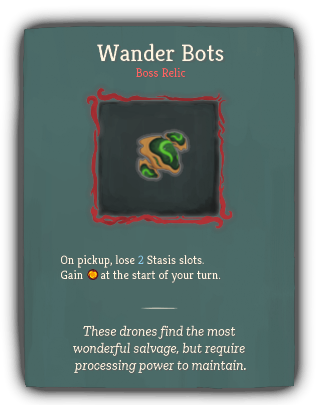 Wander Bots
Boss Relic
On pickup, lose 2 Stasis slots.
Gain at the start of your turn.
These drones find the most
wonderful salvage, but require
processing power to maintain.